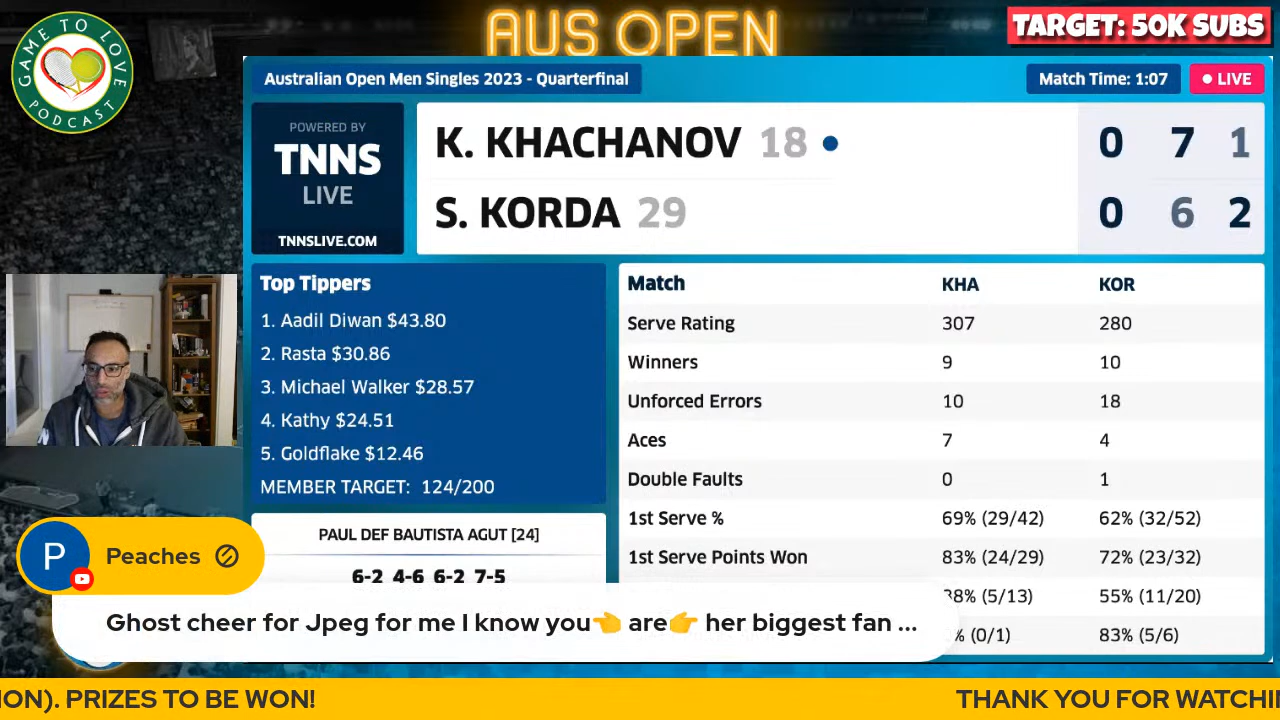 AUS OPEN
TARGET: 50K SUBS
GAME TO LOVE PODCAST
Australian Open Men Singles 2023 - Quarterfinal
Match Time: 1:07
LIVE
POWERED BY
TNNS
LIVE
TNNSLIVE.COM
K. KHACHANOV 18 0 7 1
S. KORDA 29 0 6 2
Top Tippers
1. Aadil Diwan $43.80
2. Rasta $30.86
3. Michael Walker $28.57
4. Kathy $24.51
5. Goldflake $12.46
MEMBER TARGET: 124/200
PAUL DEF BAUTISTA AGUT [24]
6-2 4-6 6-2 7-5
Match KHA KOR
Serve Rating 307 280
Winners 9 10
Unforced Errors 10 18
Aces 7 4
Double Faults 0 1
1st Serve % 69% (29/42) 62% (32/52)
1st Serve Points Won 83% (24/29) 72% (23/32)
38% (5/13) 55% (11/20)
% (0/1) 83% (5/6)
P Peaches
Ghost cheer for Jpeg for me I know you👈 are👉 her biggest fan ...
ION). PRIZES TO BE WON!
THANK YOU FOR WATCHI